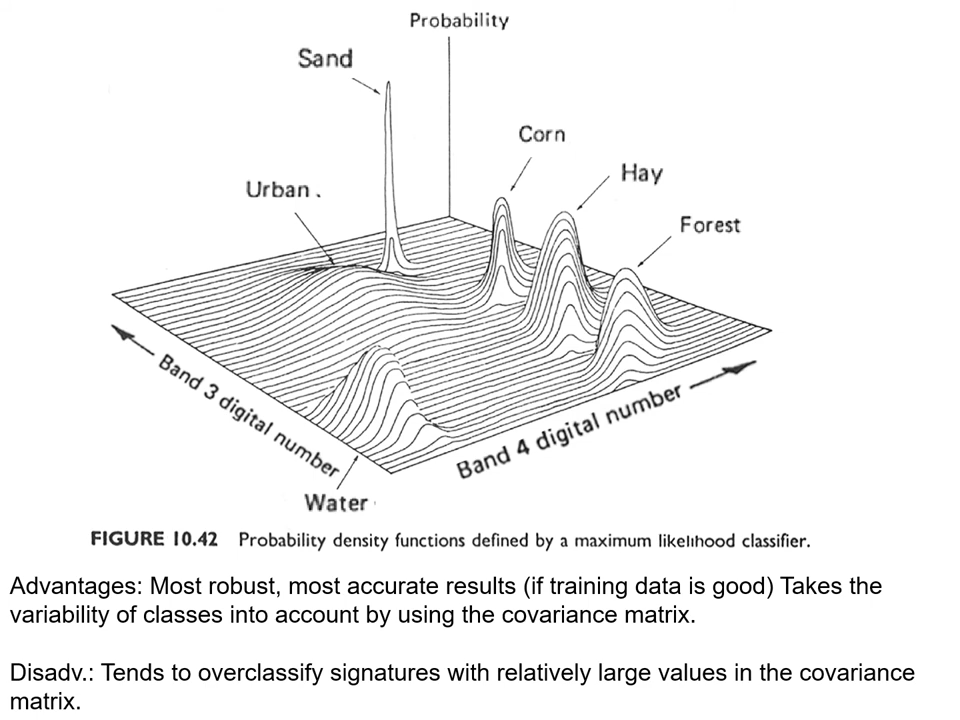 Probability
Sand
Corn
Hay
Urban .
Forest
Band 3 digital number
Band 4 digital number
Water
FIGURE 10.42 Probability density functions defined by a maximum likelihood classifier.
Advantages: Most robust, most accurate results (if training data is good) Takes the
variability of classes into account by using the covariance matrix.
Disadv.: Tends to overclassify signatures with relatively large values in the covariance
matrix.